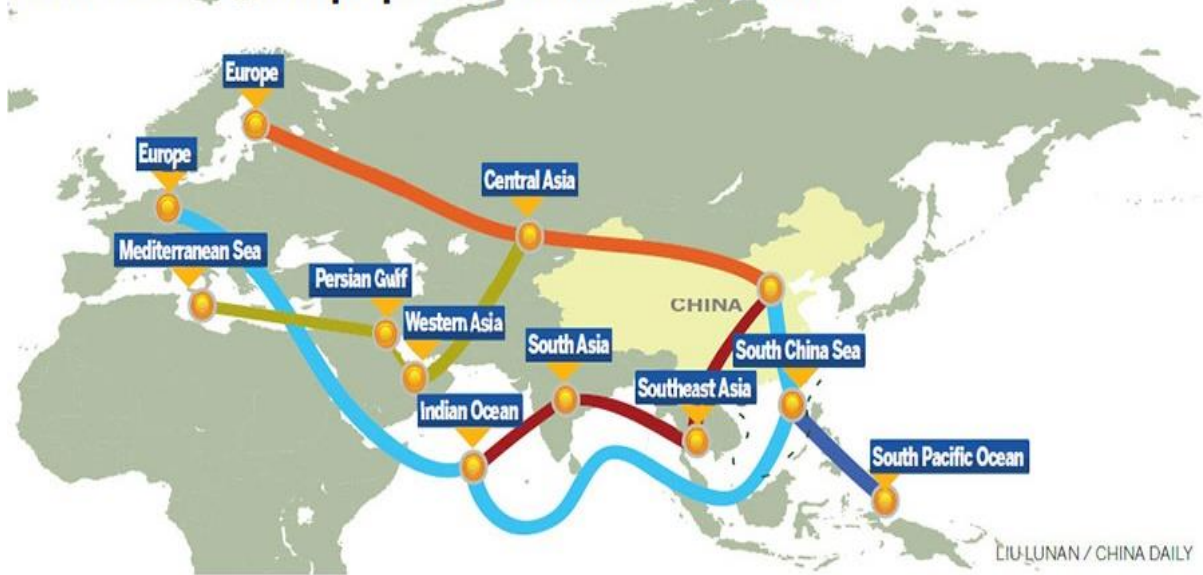 Europe
Europe
Central Asia
Mediterranean Sea
Persian Gulf
CHINA
Western Asia
South Asia
South China Sea
Southeast Asia
Indian Ocean
South Pacific Ocean
LIU LUNAN / CHINA DAILY